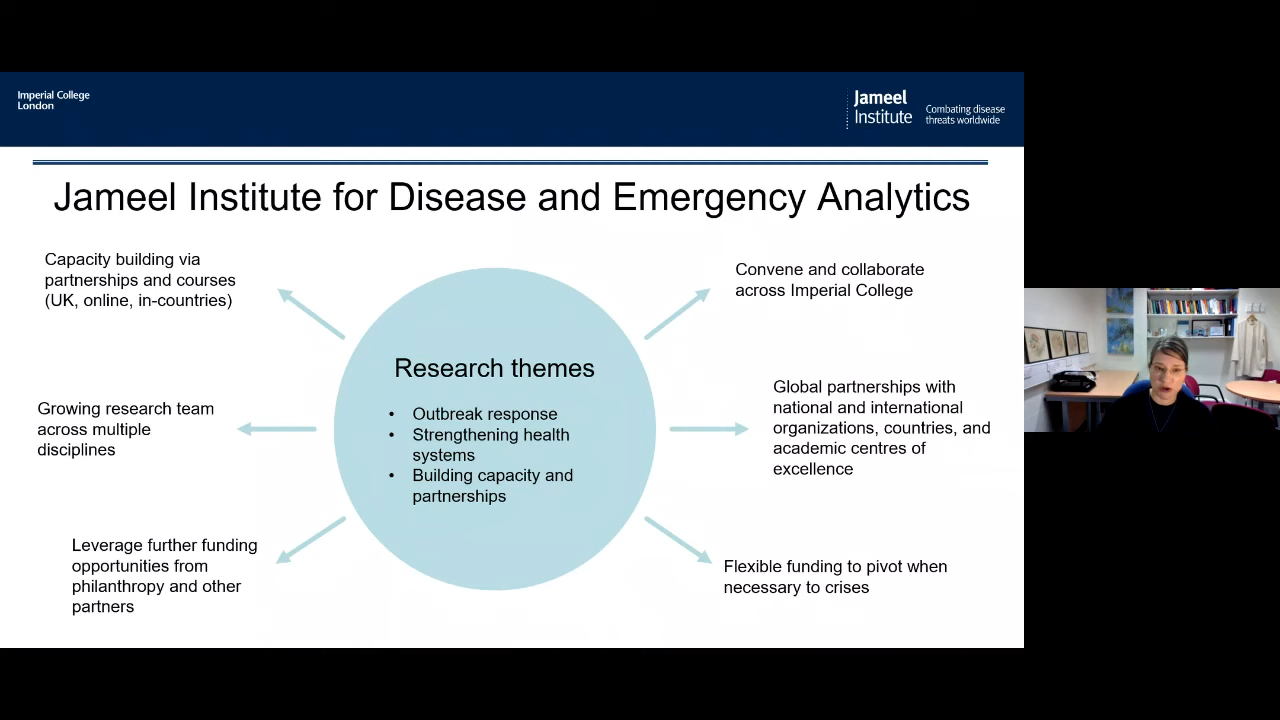 Imperial College
London
Jameel
Institute
Combating disease
threats worldwide
Jameel Institute for Disease and Emergency Analytics
Capacity building via
partnerships and courses
(UK, online, in-countries)
Growing research team
across multiple
disciplines
Leverage further funding
opportunities from
philanthropy and other
partners
Research themes
• Outbreak response
• Strengthening health
systems
• Building capacity and
partnerships
Convene and collaborate
across Imperial College
Global partnerships with
national and international
organizations, countries, and
academic centres of
excellence
Flexible funding to pivot when
necessary to crises